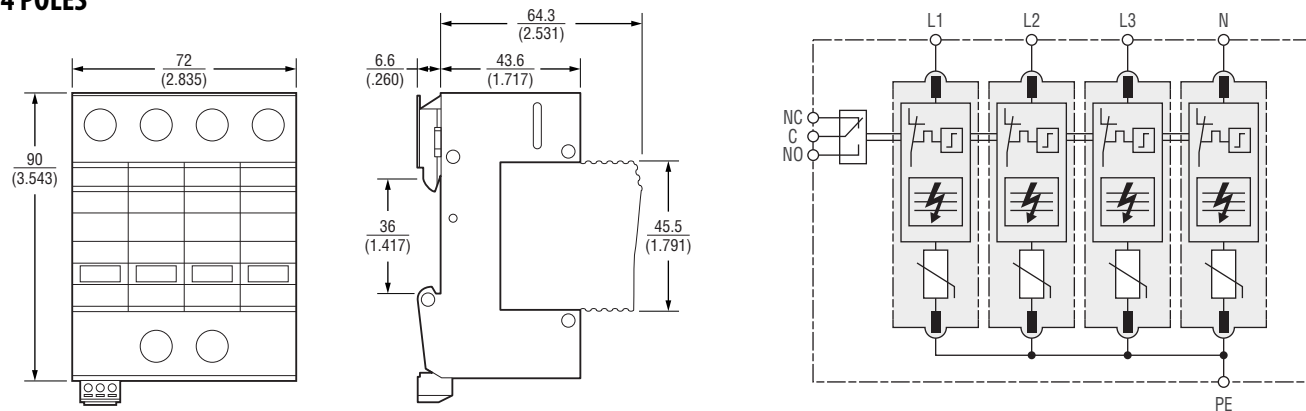 4 POLES
72
(2.835)
90
(3.543)
64.3
(2.531)
6.6
(.260)
43.6
(1.717)
36
(1.417)
45.5
(1.791)
L1 L2 L3 N
NC
C
NO
PE